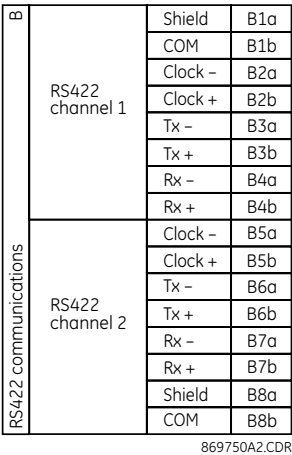 B
RS422 communications
RS422
channel 1
Shield B1a
COM B1b
Clock – B2a
Clock + B2b
Tx – B3a
Tx + B3b
Rx – B4a
Rx + B4b
RS422
channel 2
Clock – B5a
Clock + B5b
Tx – B6a
Tx + B6b
Rx – B7a
Rx + B7b
Shield B8a
COM B8b
869750A2.CDR